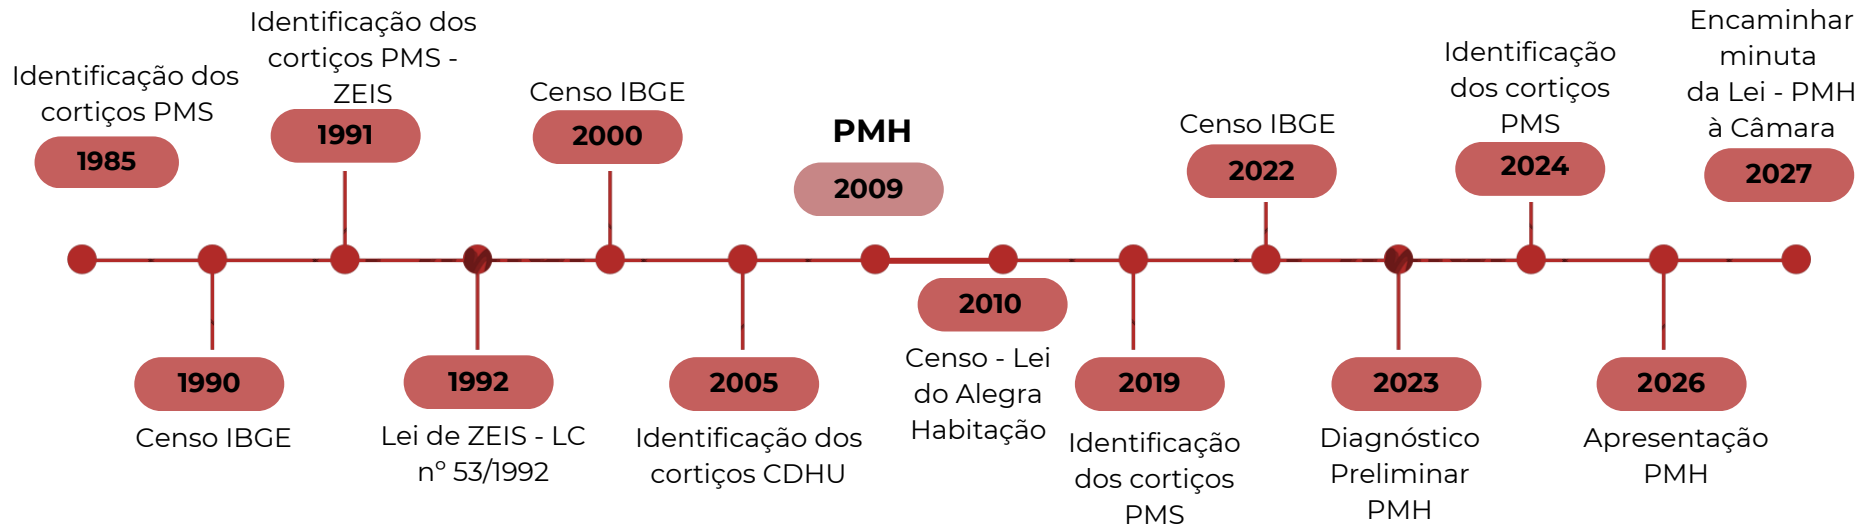 Identificação dos
cortiços PMS
1985
1990
Censo IBGE
Identificação dos
cortiços PMS -
ZEIS
1991
1992
Lei de ZEIS - LC
nº 53/1992
Censo IBGE
2000
2005
Identificação dos
cortiços CDHU
PMH
2009
2010
Censo - Lei
do Alegra
Habitação
2019
Identificação
dos cortiços
PMS
Censo IBGE
2022
2023
Diagnóstico
Preliminar
PMH
Identificação
dos cortiços
PMS
2024
2026
Apresentação
PMH
Encaminhar
minuta
da Lei - PMH
à Câmara
2027